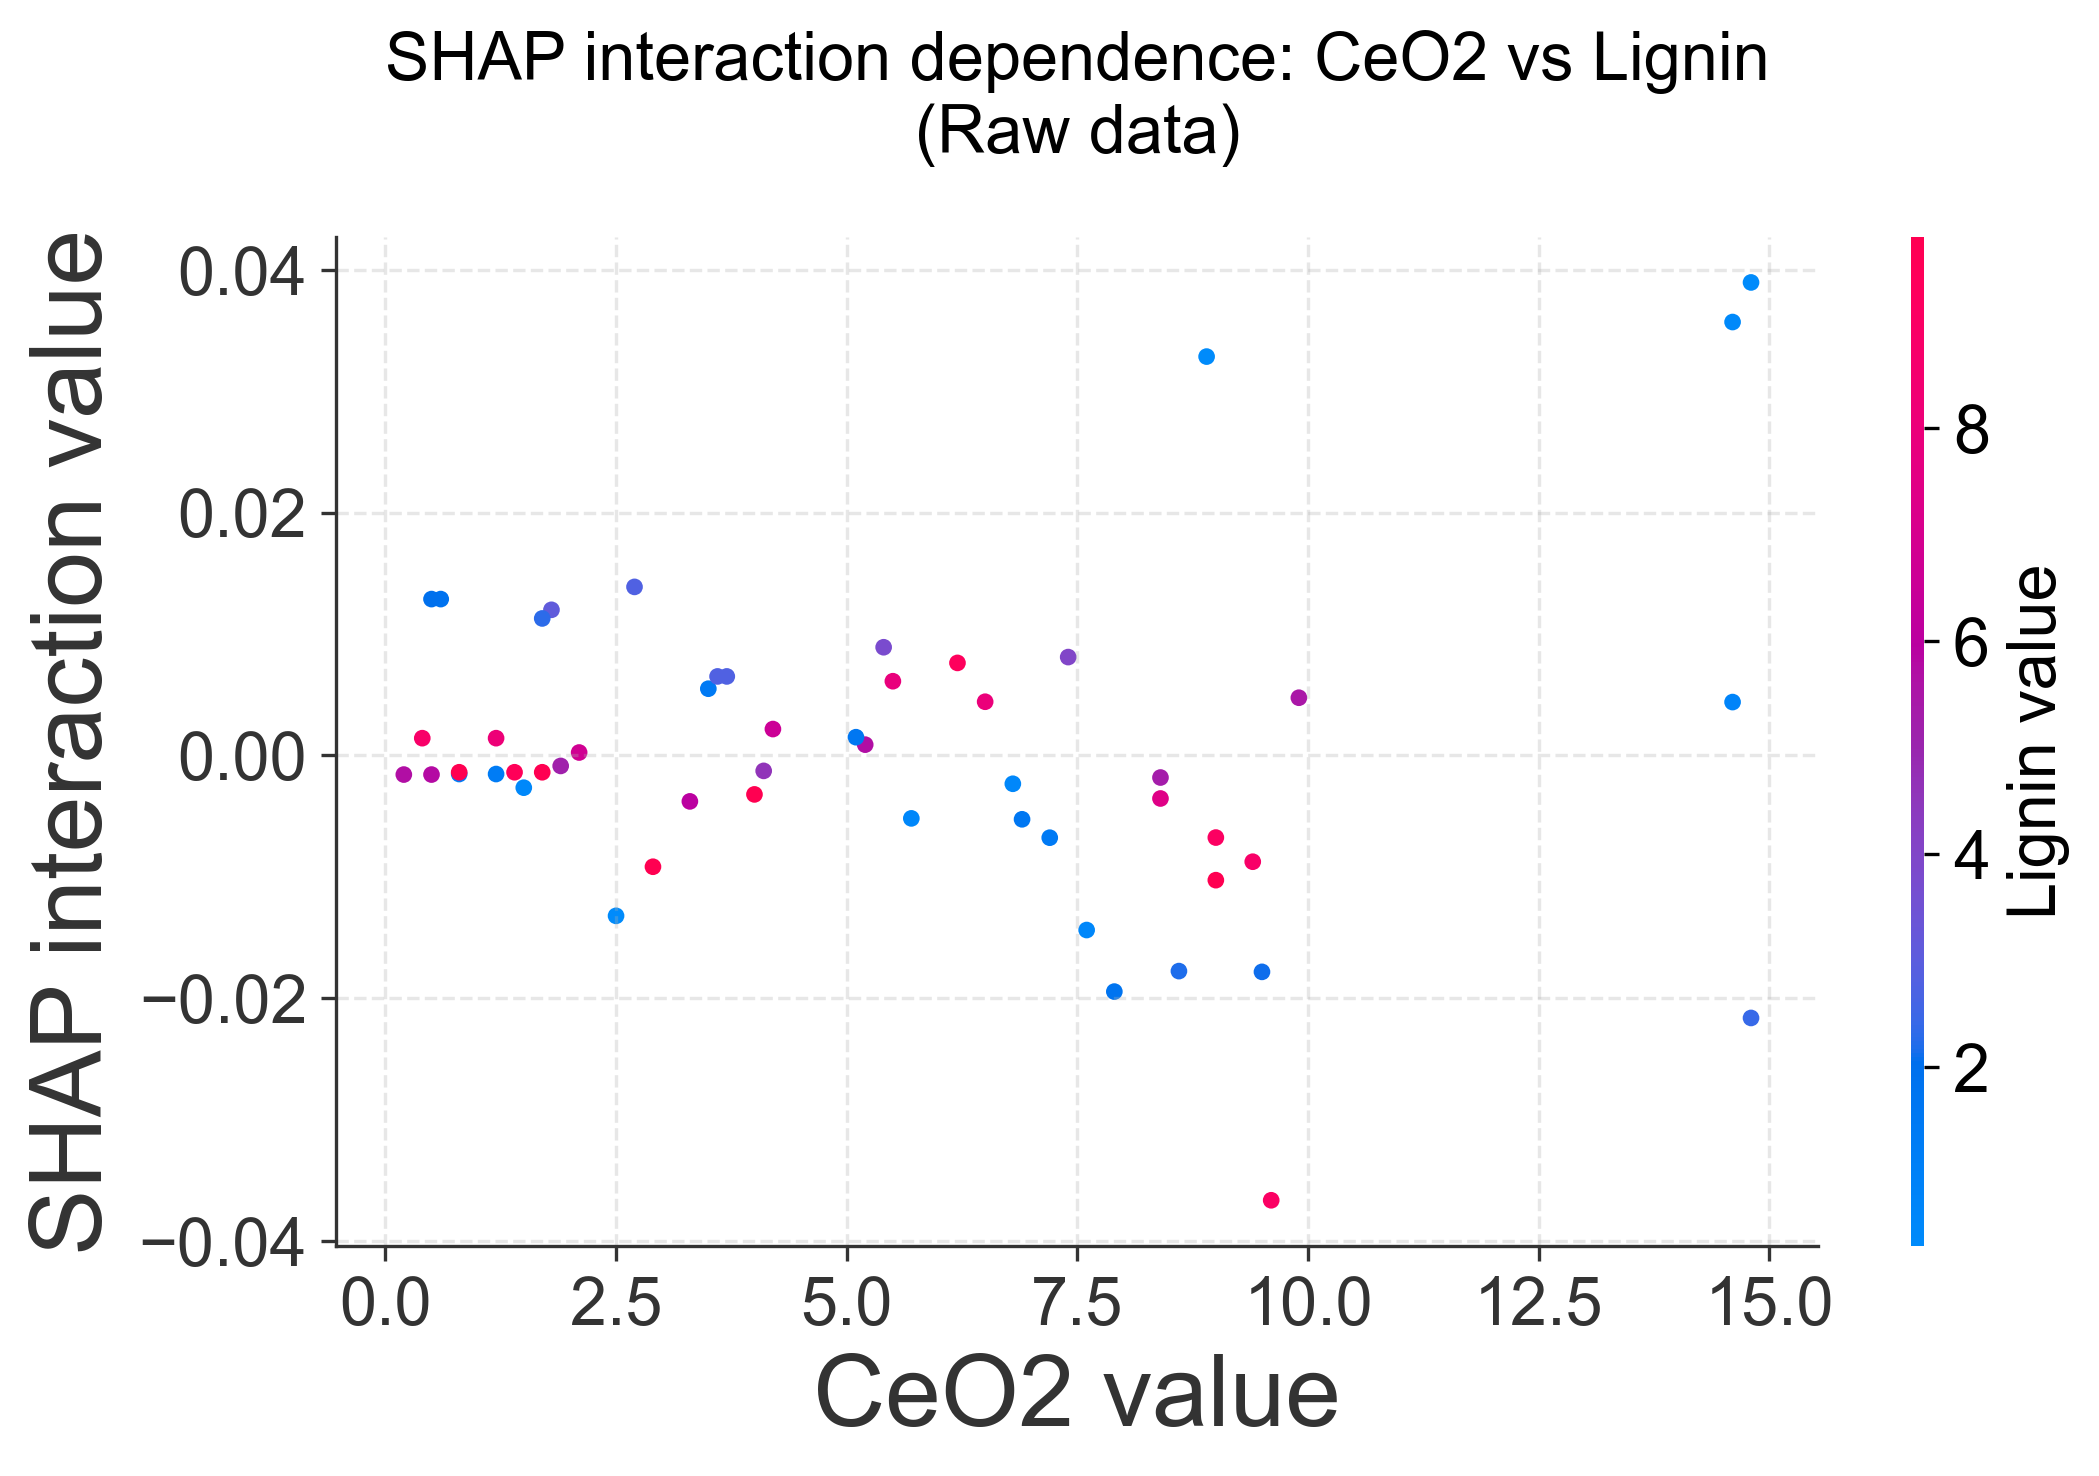 SHAP interaction dependence: CeO2 vs Lignin
(Raw data)
SHAP interaction value
0.04
0.02
0.00
−0.02
−0.04
0.0 2.5 5.0 7.5 10.0 12.5 15.0
CeO2 value
8
6
4
2
Lignin value